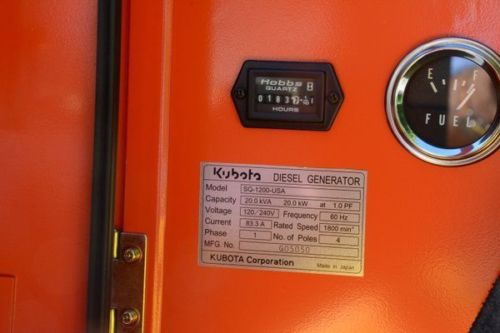 Hobbs
QUARTZ
HOURS
E F
FUEL
Kubota DIESEL GENERATOR
Model SQ-1200-USA
Capacity 20.0 kVA 20.0 kW at 1.0 PF
Voltage 120/240V Frequency 60 Hz
Current 83.3 A Rated Speed 1800 min⁻¹
Phase 1 No. of Poles 4
MFG. No. G05050
KUBOTA Corporation Made in Japan